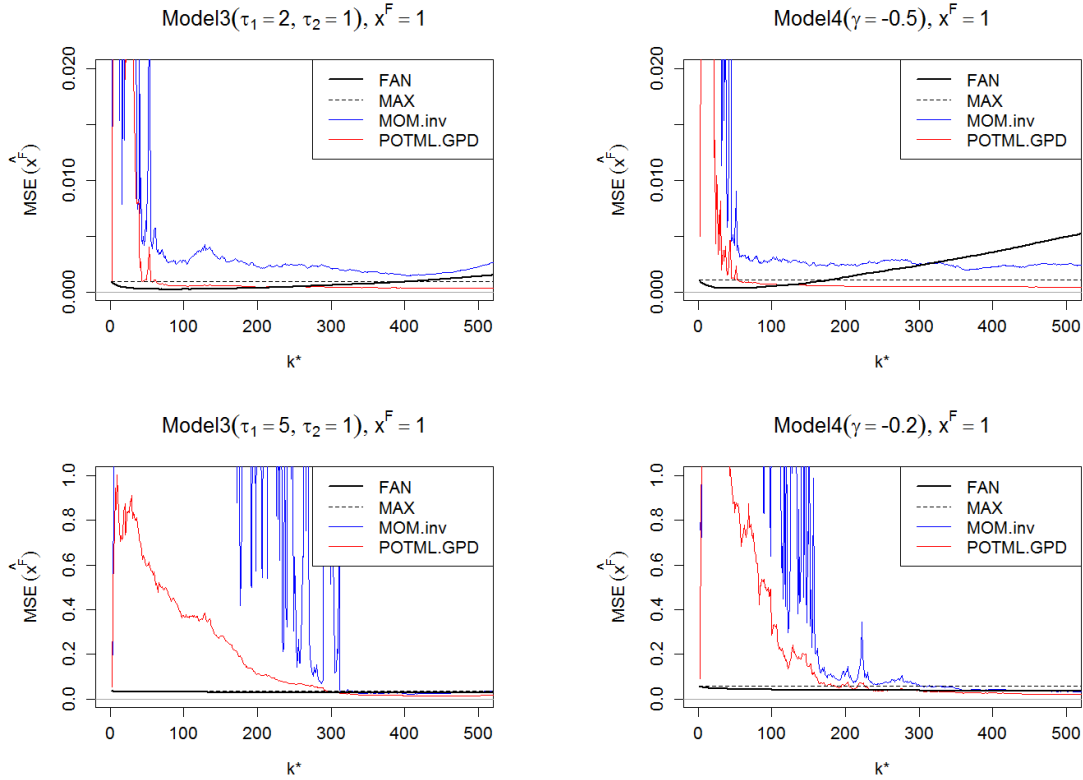 Model3(τ₁ = 2, τ₂ = 1), x^F = 1
MSE (x̂^F)
0.020
0.010
0.000
FAN
MAX
MOM.inv
POTML.GPD
0 100 200 300 400 500
k*
Model4(γ = -0.5), x^F = 1
MSE (x̂^F)
0.020
0.010
0.000
FAN
MAX
MOM.inv
POTML.GPD
0 100 200 300 400 500
k*
Model3(τ₁ = 5, τ₂ = 1), x^F = 1
MSE (x̂^F)
1.0
0.8
0.6
0.4
0.2
0.0
FAN
MAX
MOM.inv
POTML.GPD
0 100 200 300 400 500
k*
Model4(γ = -0.2), x^F = 1
MSE (x̂^F)
1.0
0.8
0.6
0.4
0.2
0.0
FAN
MAX
MOM.inv
POTML.GPD
0 100 200 300 400 500
k*